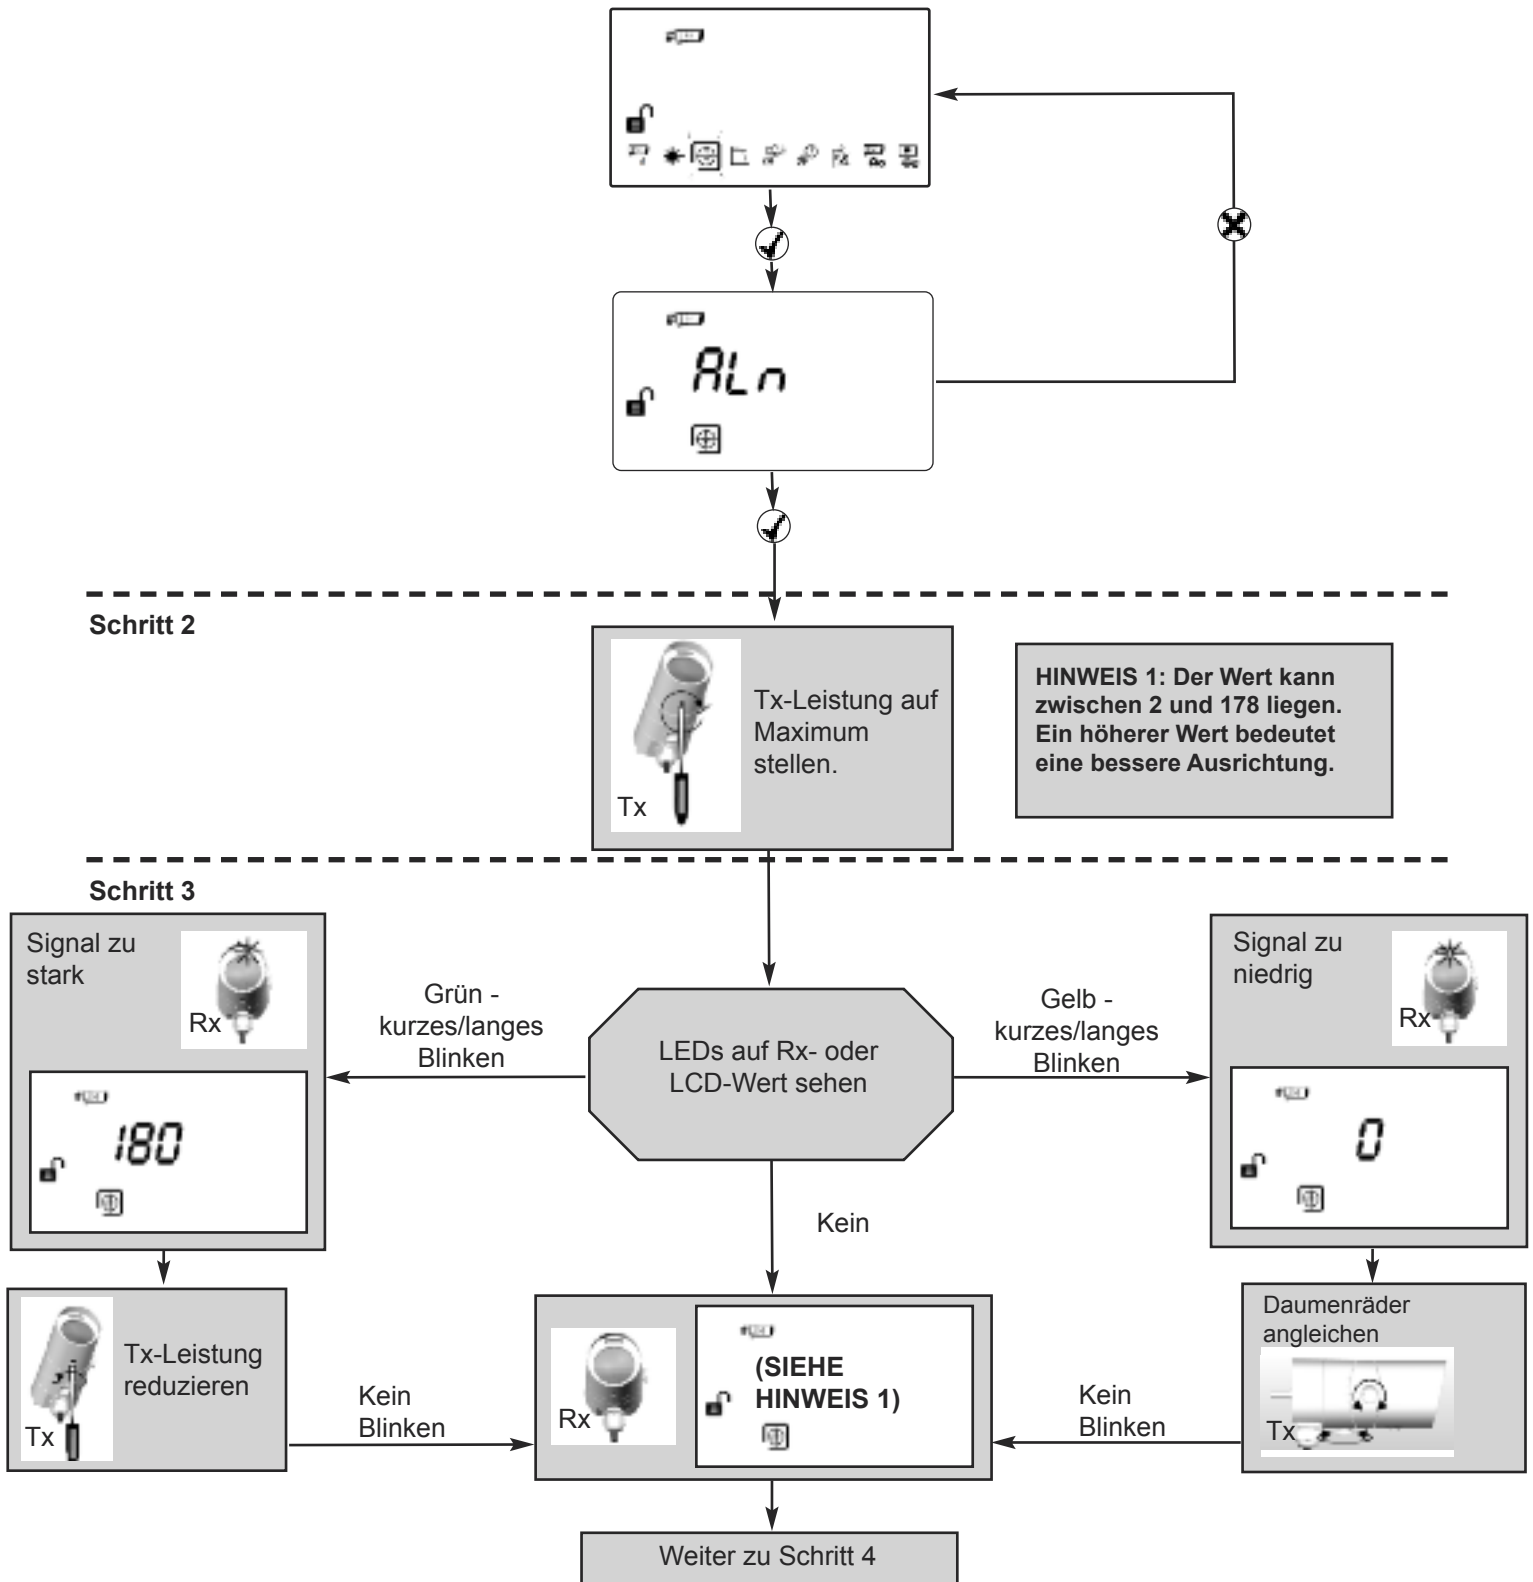 ALn
Schritt 2
Tx-Leistung auf
Maximum
stellen.
Tx
HINWEIS 1: Der Wert kann
zwischen 2 und 178 liegen.
Ein höherer Wert bedeutet
eine bessere Ausrichtung.
Schritt 3
Signal zu
stark
Rx
180
Grün -
kurzes/langes
Blinken
LEDs auf Rx- oder
LCD-Wert sehen
Gelb -
kurzes/langes
Blinken
Signal zu
niedrig
Rx
0
Kein
Tx-Leistung
reduzieren
Tx
Kein
Blinken
Rx
(SIEHE
HINWEIS 1)
Kein
Blinken
Daumenräder
angleichen
Tx
Weiter zu Schritt 4